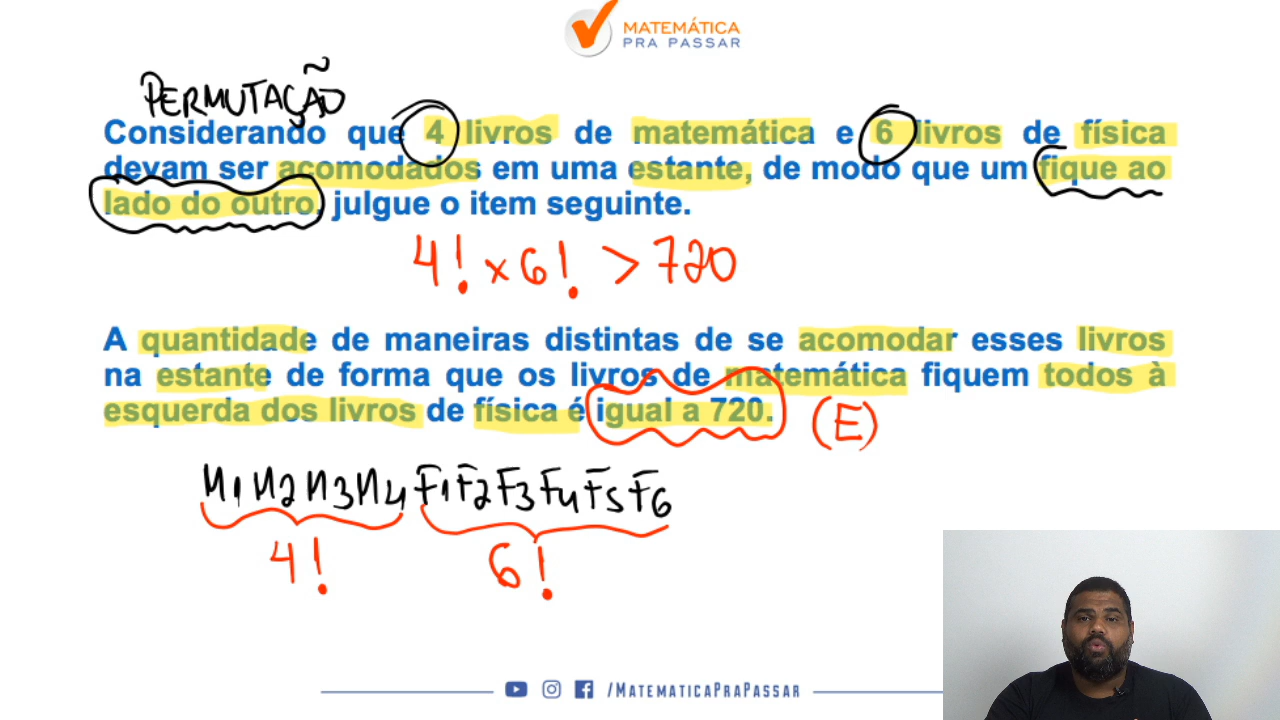 MATEMÁTICA
PRA PASSAR
PERMUTAÇÃO
Considerando que 4 livros de matemática e 6 livros de física
devam ser acomodados em uma estante, de modo que um fique ao
lado do outro, julgue o item seguinte.
4! x 6! > 720
A quantidade de maneiras distintas de se acomodar esses livros
na estante de forma que os livros de matemática fiquem todos à
esquerda dos livros de física é igual a 720.
(E)
M1 M2 M3 M4 F1 F2 F3 F4 F5 F6
4! 6!
/MATEMATICAPRAPASSAR